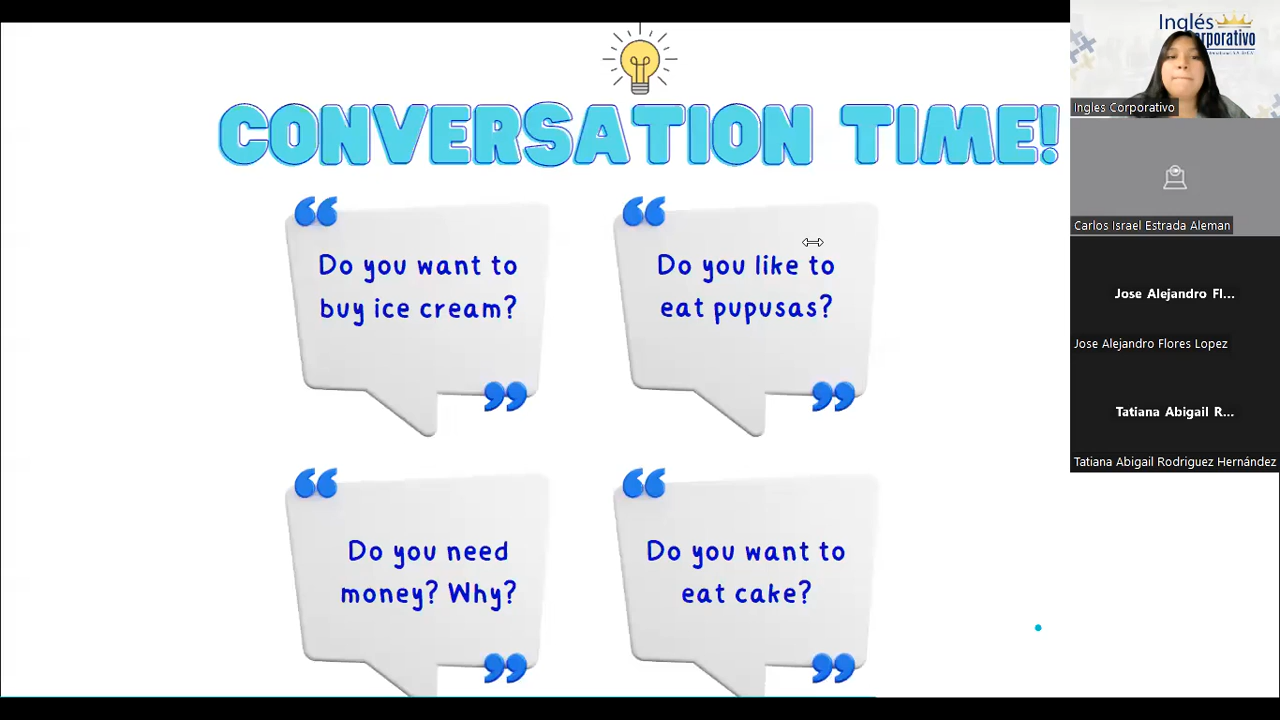 CONVERSATION TIME!
Do you want to
buy ice cream?
Do you like to
eat pupusas?
Do you need
money? Why?
Do you want to
eat cake?
Inglés
Ingles Corporativo
Carlos Israel Estrada Aleman
Jose Alejandro Fl...
Jose Alejandro Flores Lopez
Tatiana Abigail R...
Tatiana Abigail Rodriguez Hernández